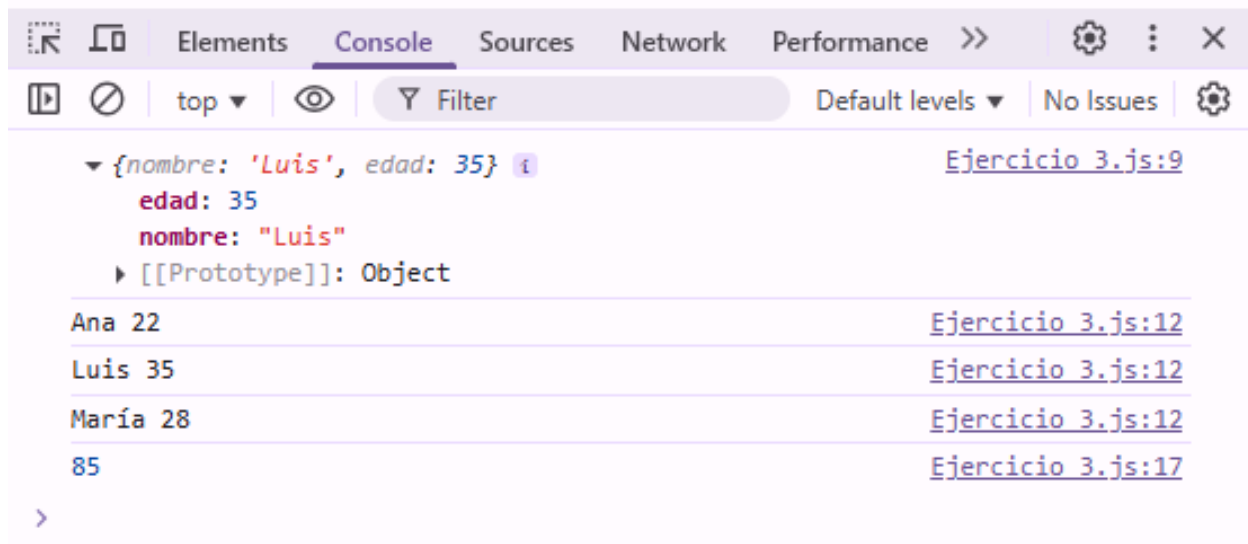 Elements Console Sources Network Performance
top Filter Default levels No Issues
{nombre: 'Luis', edad: 35} i Ejercicio 3.js:9
edad: 35
nombre: "Luis"
[[Prototype]]: Object
Ana 22 Ejercicio 3.js:12
Luis 35 Ejercicio 3.js:12
María 28 Ejercicio 3.js:12
85 Ejercicio 3.js:17